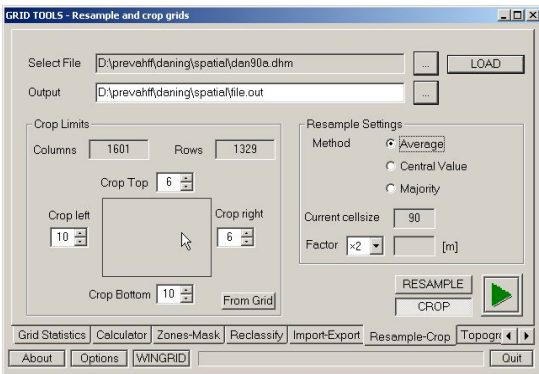 GRID TOOLS - Resample and crop grids
Select File D:\prevahff\daning\spatial\dan90a.dhm ... LOAD
Output D:\prevahff\daning\spatial\file.out ...
Crop Limits
Columns 1601 Rows 1329
Crop Top 6
Crop left
10
Crop right
6
Crop Bottom 10
From Grid
Resample Settings
Method Average
Central Value
Majority
Current cellsize 90
Factor x2 [m]
RESAMPLE
CROP
Grid Statistics Calculator Zones-Mask Reclassify Import-Export Resample-Crop Topogra
About Options WINGRID Quit